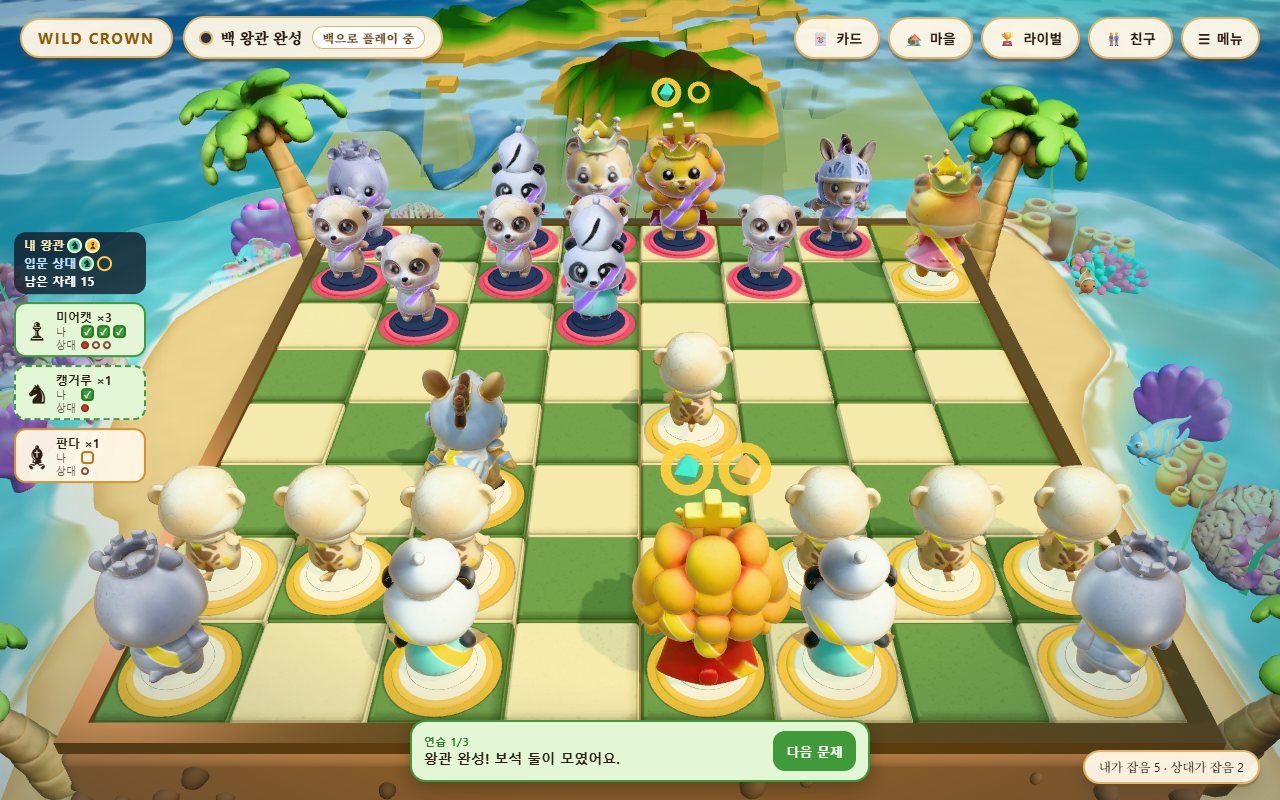 WILD CROWN
백 왕관 완성
백으로 플레이 중
카드
마을
라이벌
친구
☰ 메뉴
내 왕관
입문 상대
남은 차례 15
미어캣 ×3
나
상대
캥거루 ×1
나
상대
판다 ×1
나
상대
연습 1/3
왕관 완성! 보석 둘이 모였어요.
다음 문제
내가 잡음 5 · 상대가 잡음 2